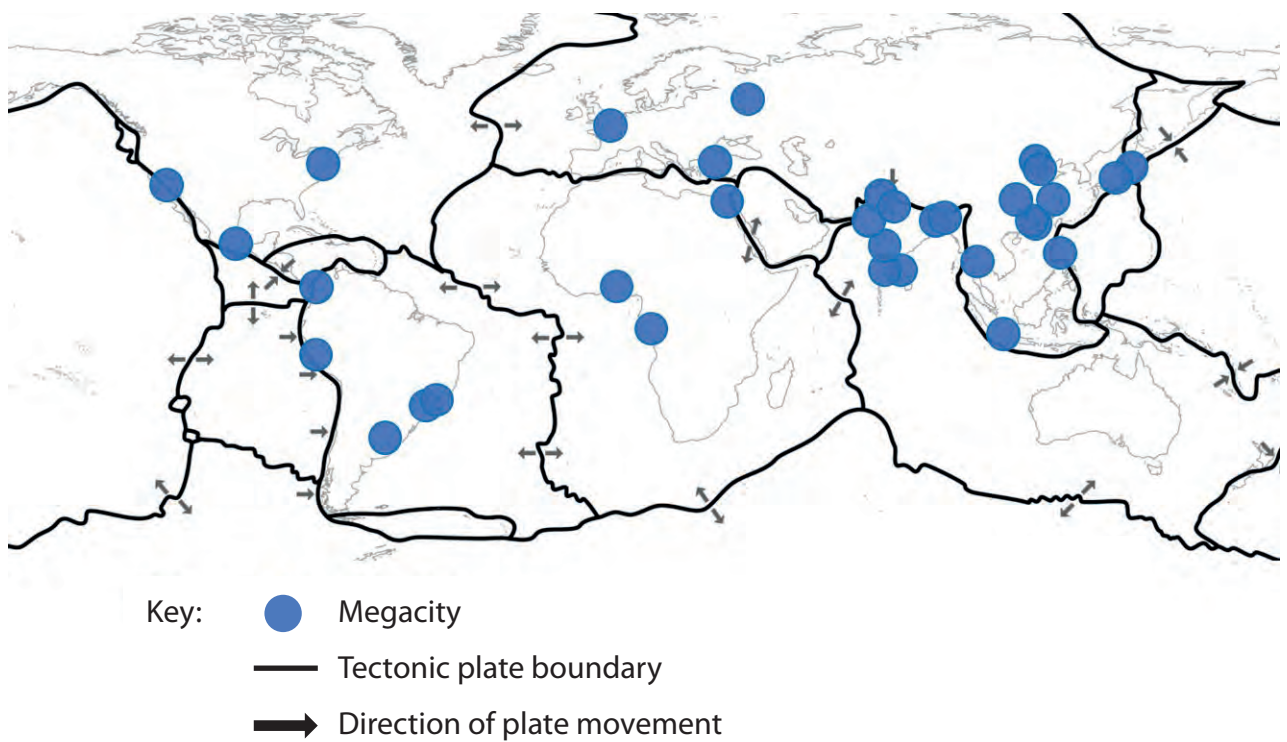 Key:
Megacity
Tectonic plate boundary
Direction of plate movement